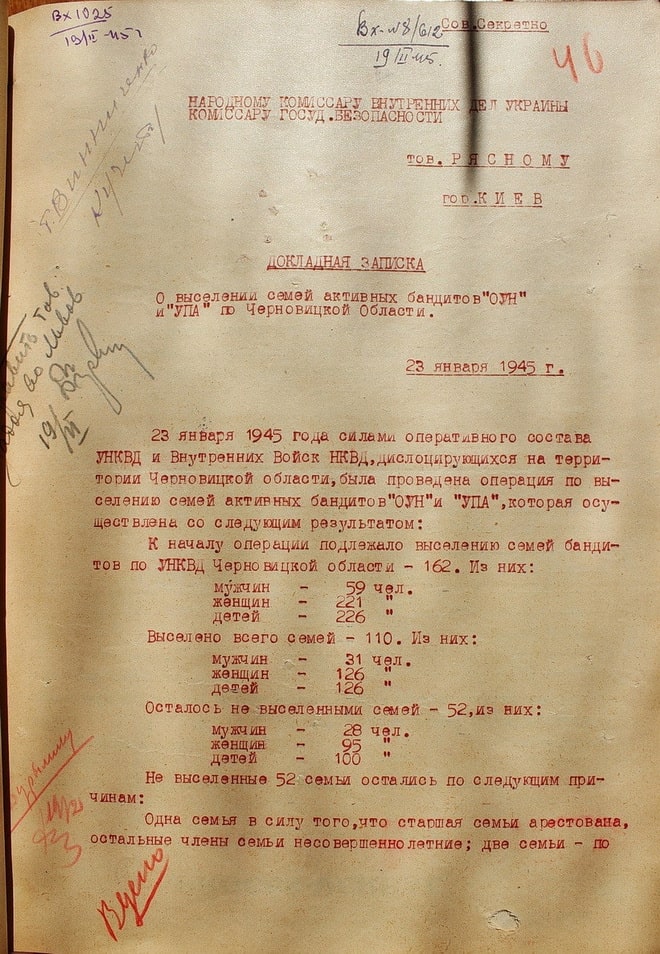 Вх 1025
19/II-45 г
Вх-№8/612
19/II-45.
Сов.Секретно
46
НАРОДНОМУ КОМИССАРУ ВНУТРЕННИХ ДЕЛ УКРАИНЫ
КОМИССАРУ ГОСУД.БЕЗОПАСНОСТИ
тов. РЯСНОМУ
гор.КИЕВ
т. Винниченко
ДОКЛАДНАЯ ЗАПИСКА
О выселении семей активных бандитов"ОУН"
и"УПА" по Черновицкой Области.
23 января 1945 г.
19/II
23 января 1945 года силами оперативного состава
УНКВД и Внутренних Войск НКВД,дислоцирующихся на терри-
тории Черновицкой области,была проведена операция по вы-
селению семей активных бандитов"ОУН"и "УПА",которая осу-
ществлена со следующим результатом:
К началу операции подлежало выселению семей банди-
тов по УНКВД Черновицкой области - 162. Из них:
мужчин - 59 чел.
женщин - 221 "
детей - 226 "
Выселено всего семей - 110. Из них:
мужчин - 31 чел.
женщин - 126 "
детей - 126 "
Осталось не выселенными семей - 52,из них:
мужчин - 28 чел.
женщин - 95 "
детей - 100 "
Не выселенные 52 семьи остались по следующим при-
чинам:
Одна семья в силу того,что старшая семьи арестована,
остальные члены семьи несовершеннолетние; две семьи - по
В дело